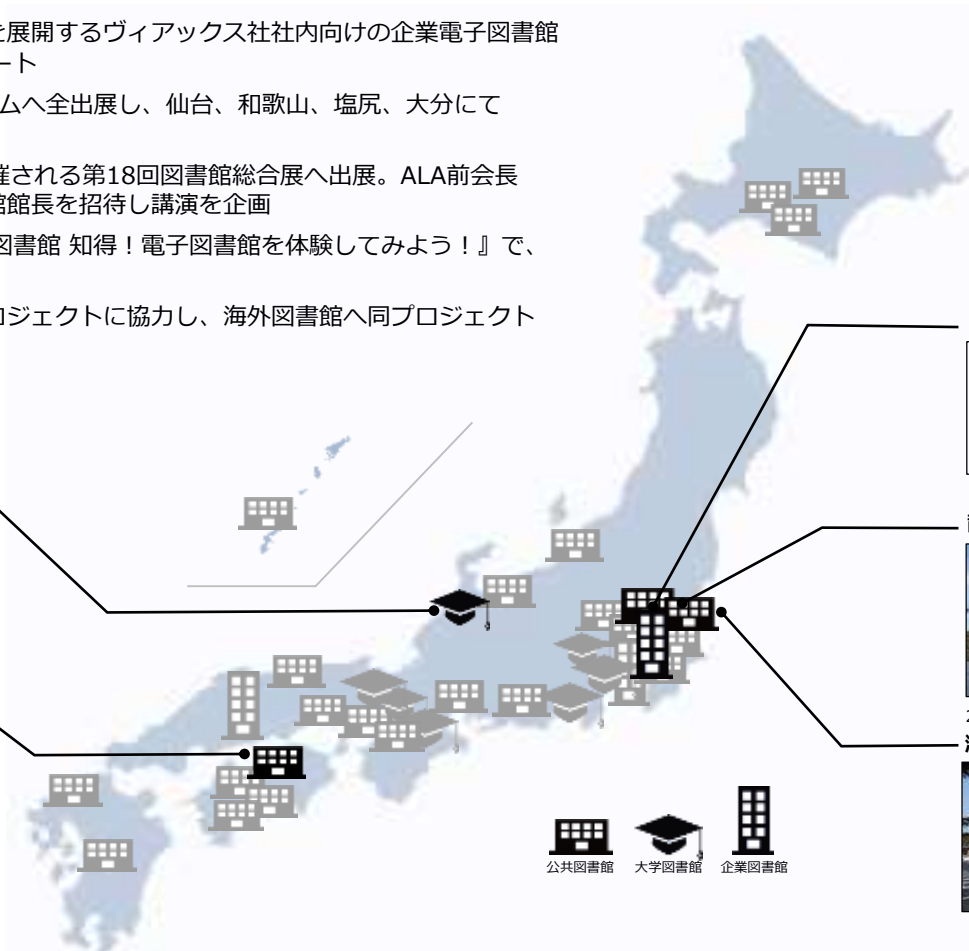 を展開するヴィアックス社社内向けの企業電子図書館
ート
ムへ全出展し、仙台、和歌山、塩尻、大分にて
催される第18回図書館総合展へ出展。ALA前会長
館館長を招待し講演を企画
図書館 知得！電子図書館を体験してみよう！』で、
ロジェクトに協力し、海外図書館へ同プロジェクト
公共図書館
大学図書館
企業図書館